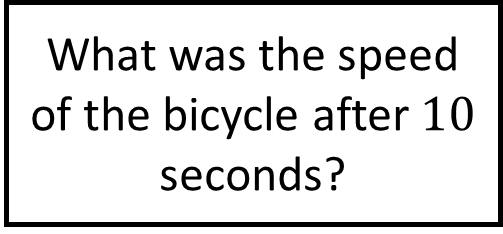 What was the speed
of the bicycle after 10
seconds?